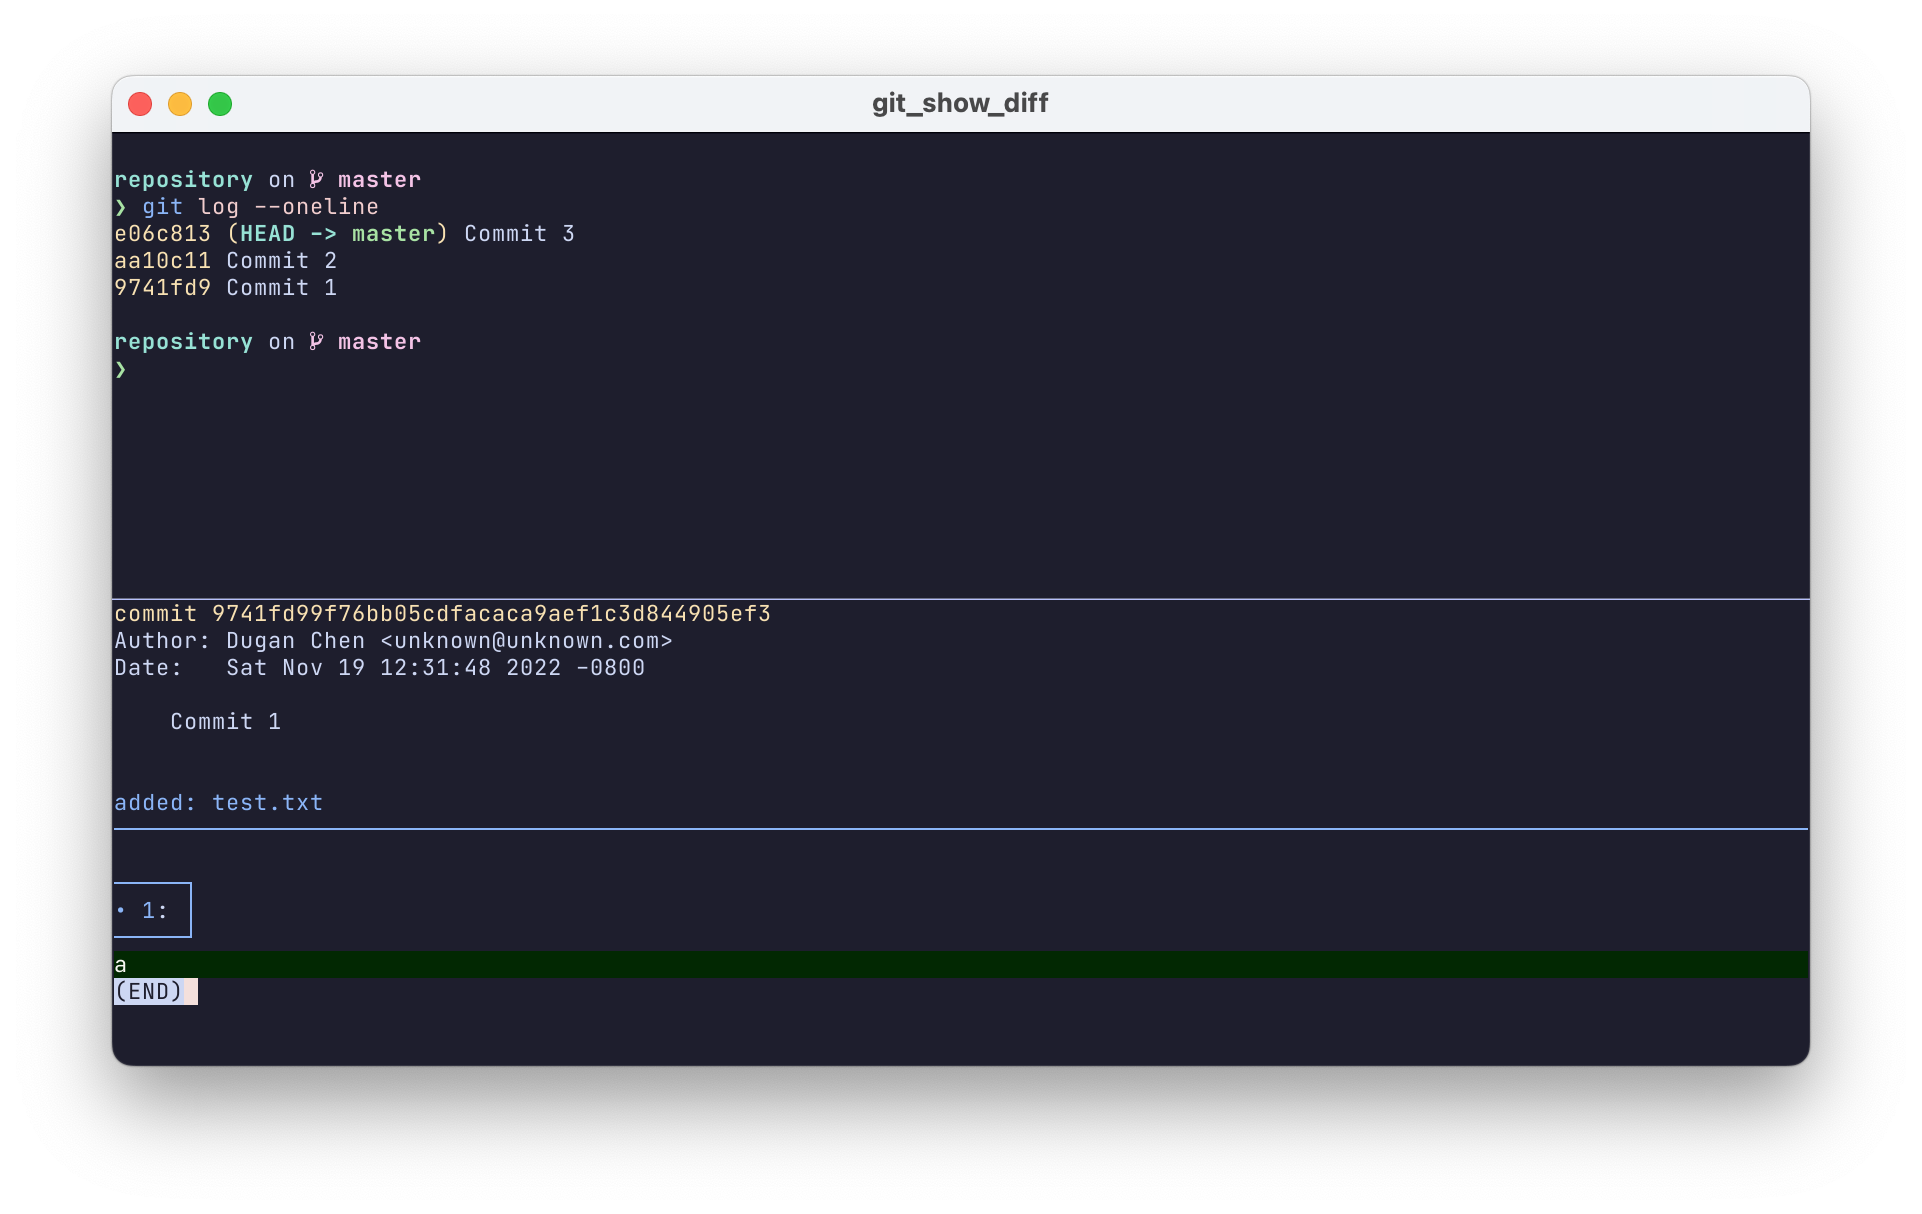 git_show_diff
repository on master
❯ git log --oneline
e06c813 (HEAD -> master) Commit 3
aa10c11 Commit 2
9741fd9 Commit 1
repository on master
❯
commit 9741fd99f76bb05cdfacaca9aef1c3d844905ef3
Author: Dugan Chen <unknown@unknown.com>
Date:   Sat Nov 19 12:31:48 2022 -0800
Commit 1
added: test.txt
• 1:
a
(END)